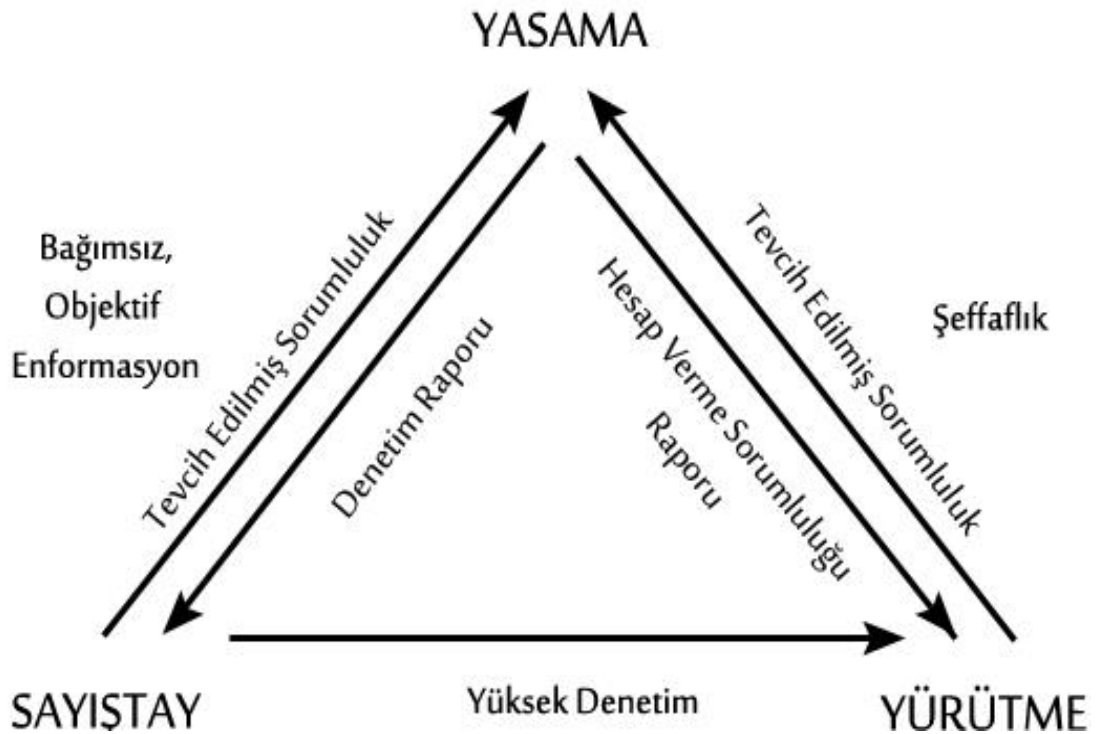 YASAMA
Bağımsız,
Objektif
Enformasyon
Tevcih Edilmiş Sorumluluk
Denetim Raporu
Hesap Verme Sorumluluğu
Raporu
Tevcih Edilmiş Sorumluluk
Şeffaflık
SAYIŞTAY
Yüksek Denetim
YÜRÜTME